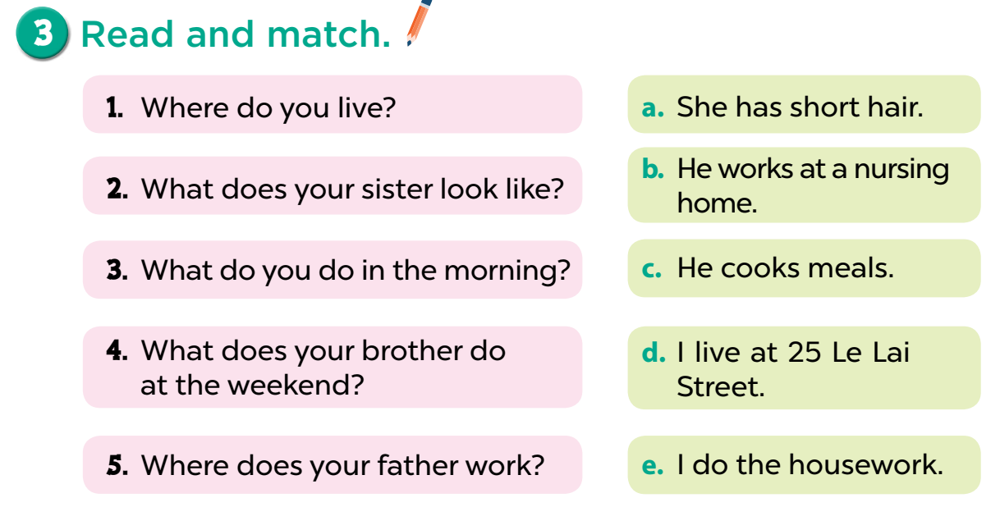 3 Read and match.
1. Where do you live?
a. She has short hair.
2. What does your sister look like?
b. He works at a nursing
home.
3. What do you do in the morning?
c. He cooks meals.
4. What does your brother do
at the weekend?
d. I live at 25 Le Lai
Street.
5. Where does your father work?
e. I do the housework.